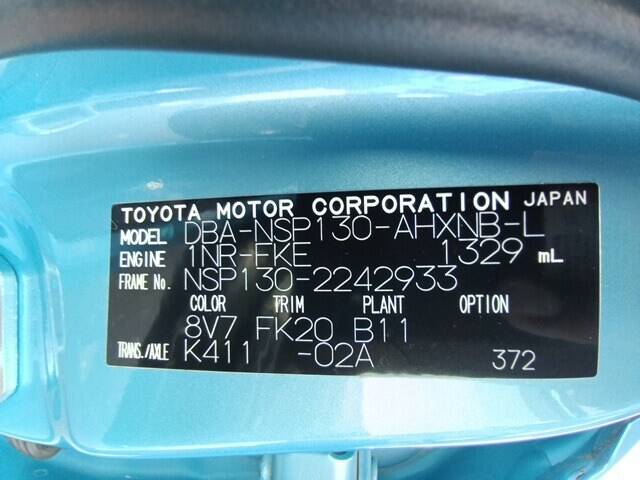 TOYOTA MOTOR CORPORATION JAPAN
MODEL DBA-NSP130-AHXNB-L
ENGINE 1NR-FKE 1329 mL
FRAME No. NSP130-2242933
COLOR TRIM PLANT OPTION
8V7 FK20 B11
TRANS./AXLE K411 -02A 372